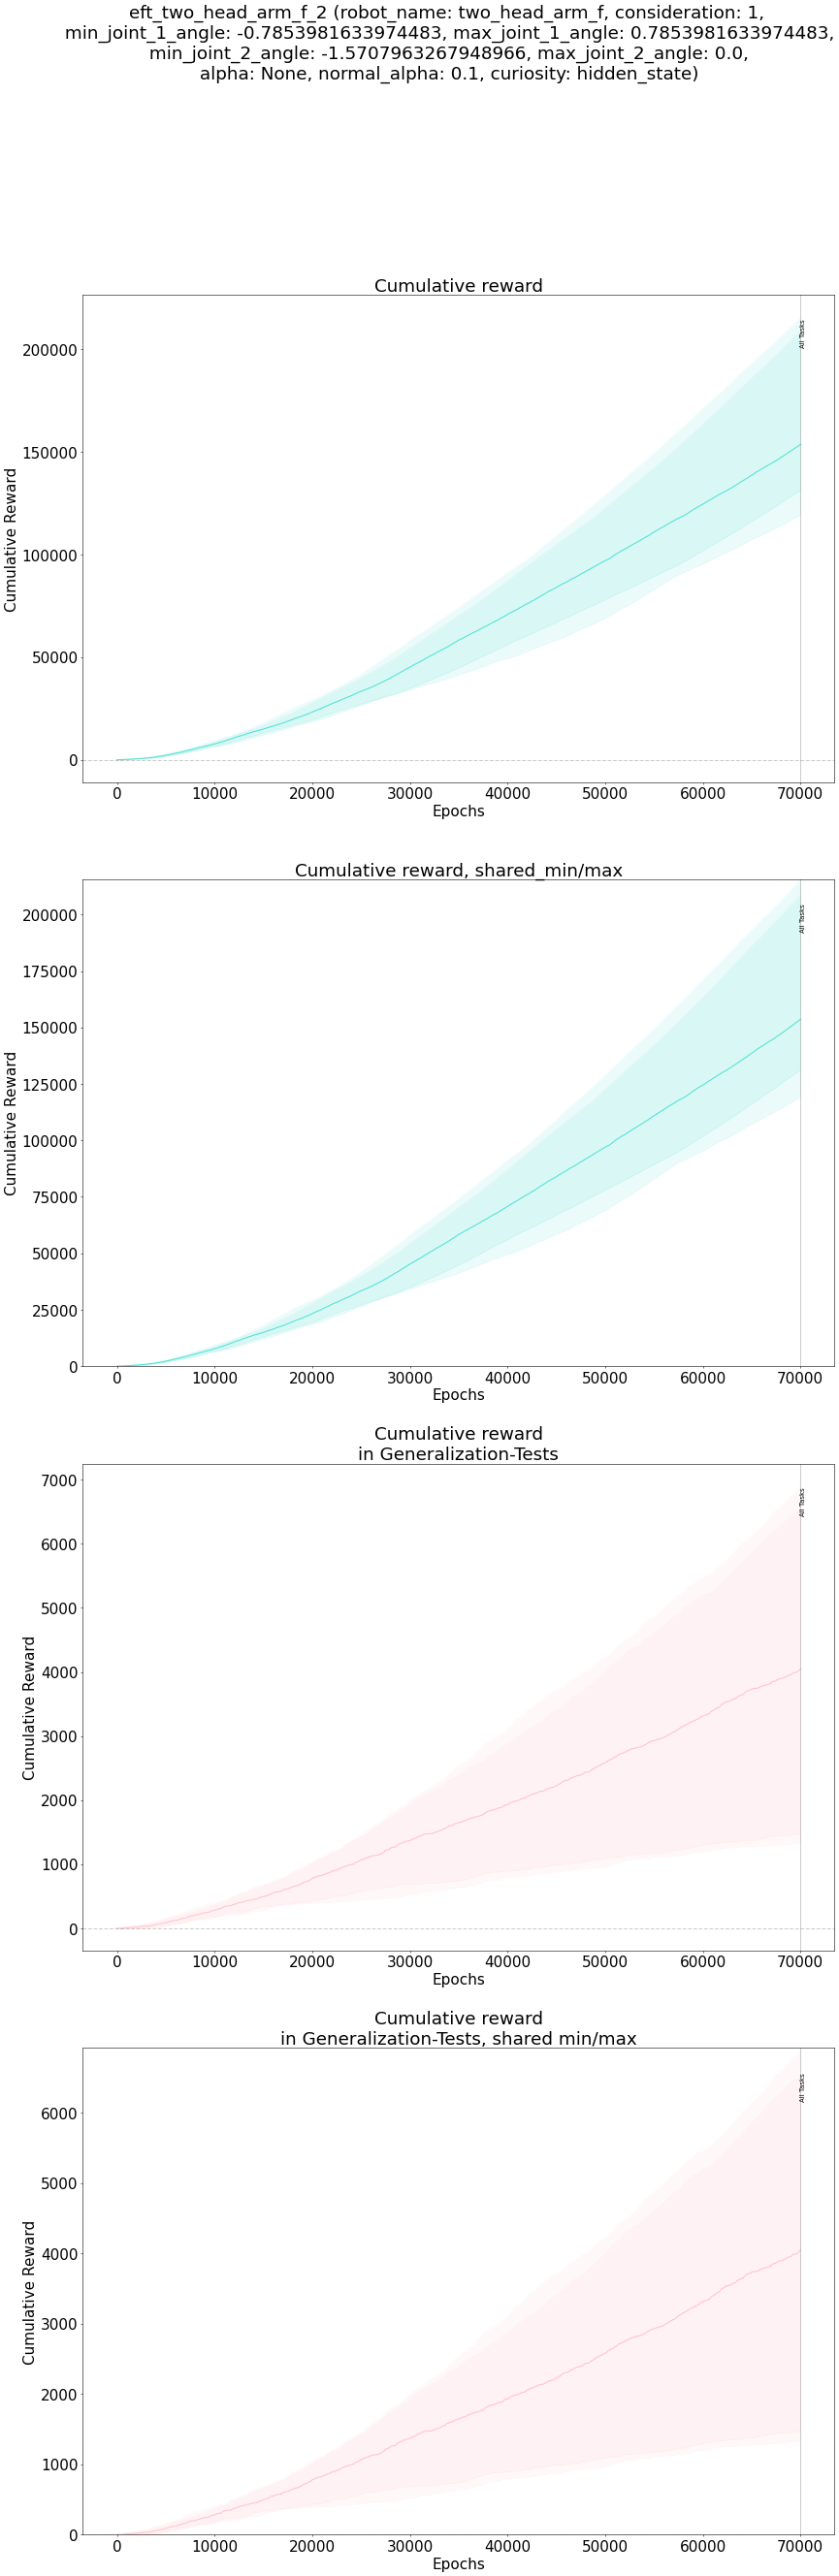 eft_two_head_arm_f_2 (robot_name: two_head_arm_f, consideration: 1,
min_joint_1_angle: -0.7853981633974483, max_joint_1_angle: 0.7853981633974483,
min_joint_2_angle: -1.5707963267948966, max_joint_2_angle: 0.0,
alpha: None, normal_alpha: 0.1, curiosity: hidden_state)
Cumulative reward
All Tasks
200000
150000
100000
50000
0
Cumulative Reward
0 10000 20000 30000 40000 50000 60000 70000
Epochs
Cumulative reward, shared_min/max
All Tasks
200000
175000
150000
125000
100000
75000
50000
25000
0
Cumulative Reward
0 10000 20000 30000 40000 50000 60000 70000
Epochs
Cumulative reward
in Generalization-Tests
All Tasks
7000
6000
5000
4000
3000
2000
1000
0
Cumulative Reward
0 10000 20000 30000 40000 50000 60000 70000
Epochs
Cumulative reward
in Generalization-Tests, shared min/max
All Tasks
6000
5000
4000
3000
2000
1000
0
Cumulative Reward
0 10000 20000 30000 40000 50000 60000 70000
Epochs